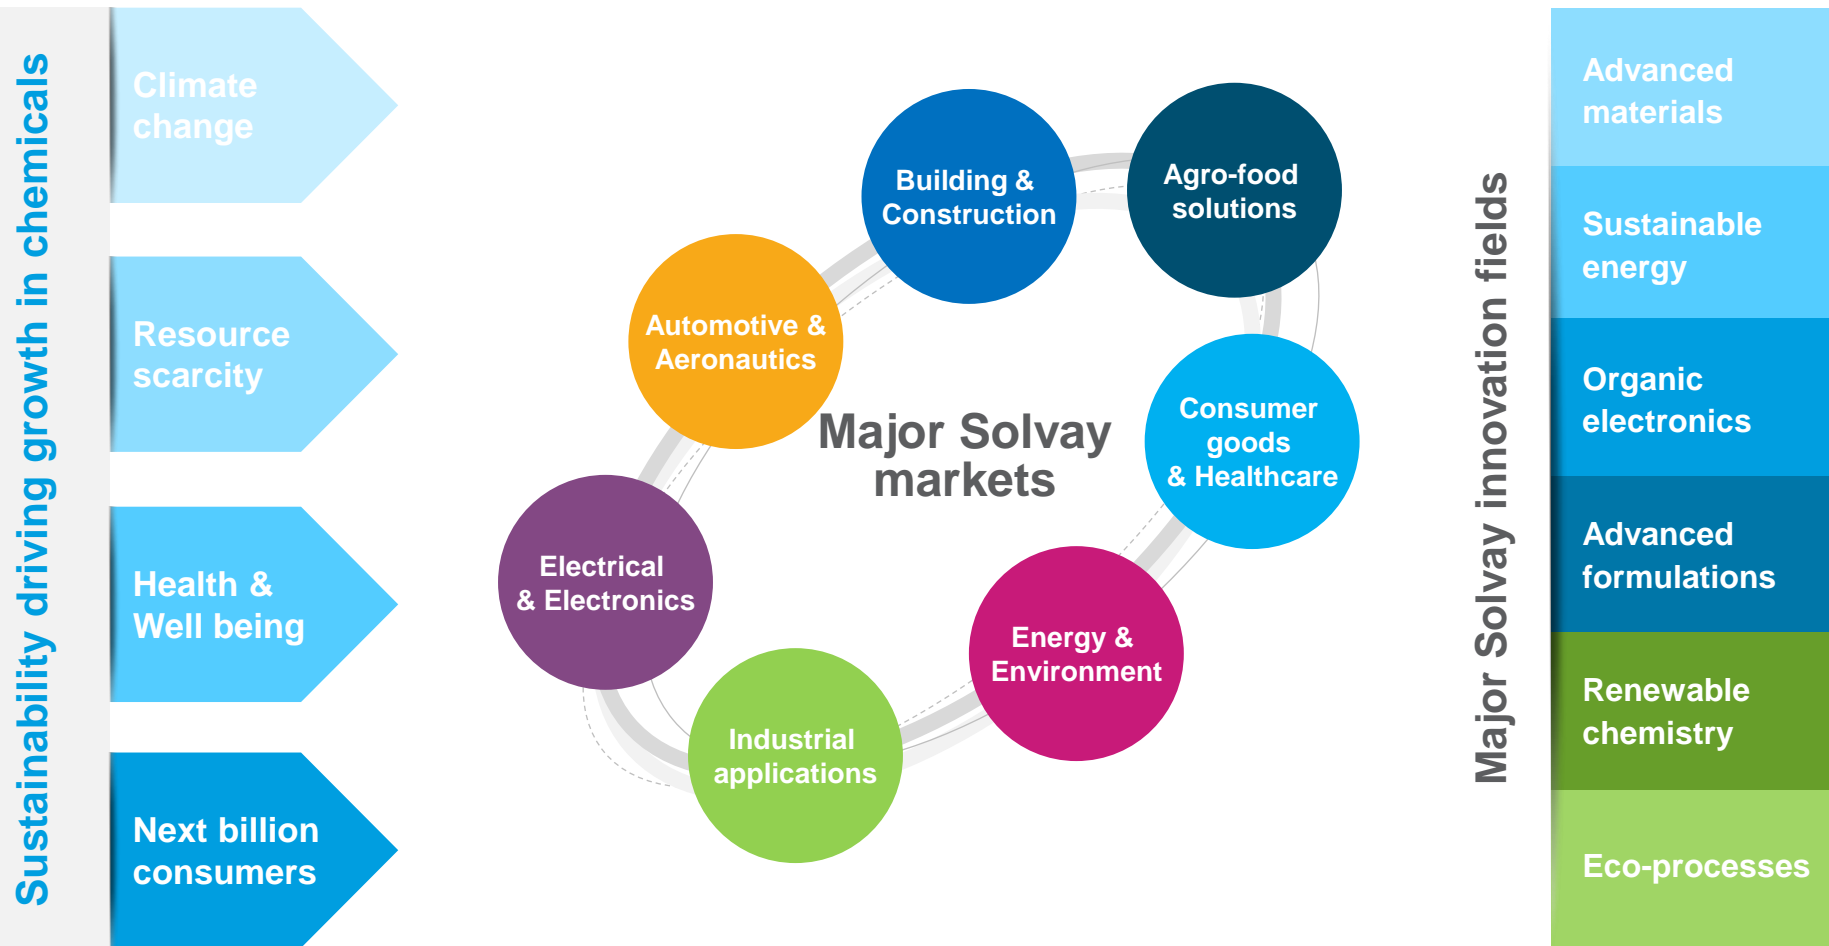 Sustainability driving growth in chemicals
Climate
change
Resource
scarcity
Health &
Well being
Next billion
consumers
Building &
Construction
Agro-food
solutions
Automotive &
Aeronautics
Consumer
goods
& Healthcare
Major Solvay
markets
Electrical
& Electronics
Energy &
Environment
Industrial
applications
Major Solvay innovation fields
Advanced
materials
Sustainable
energy
Organic
electronics
Advanced
formulations
Renewable
chemistry
Eco-processes